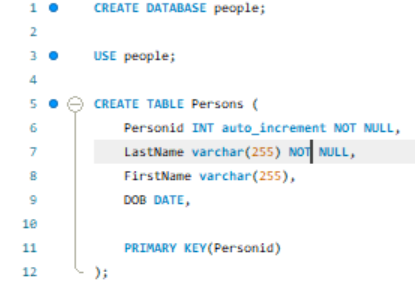 1 CREATE DATABASE people;
2
3 USE people;
4
5 CREATE TABLE Persons (
6 Personid INT auto_increment NOT NULL,
7 LastName varchar(255) NOT NULL,
8 FirstName varchar(255),
9 DOB DATE,
10
11 PRIMARY KEY(Personid)
12 );